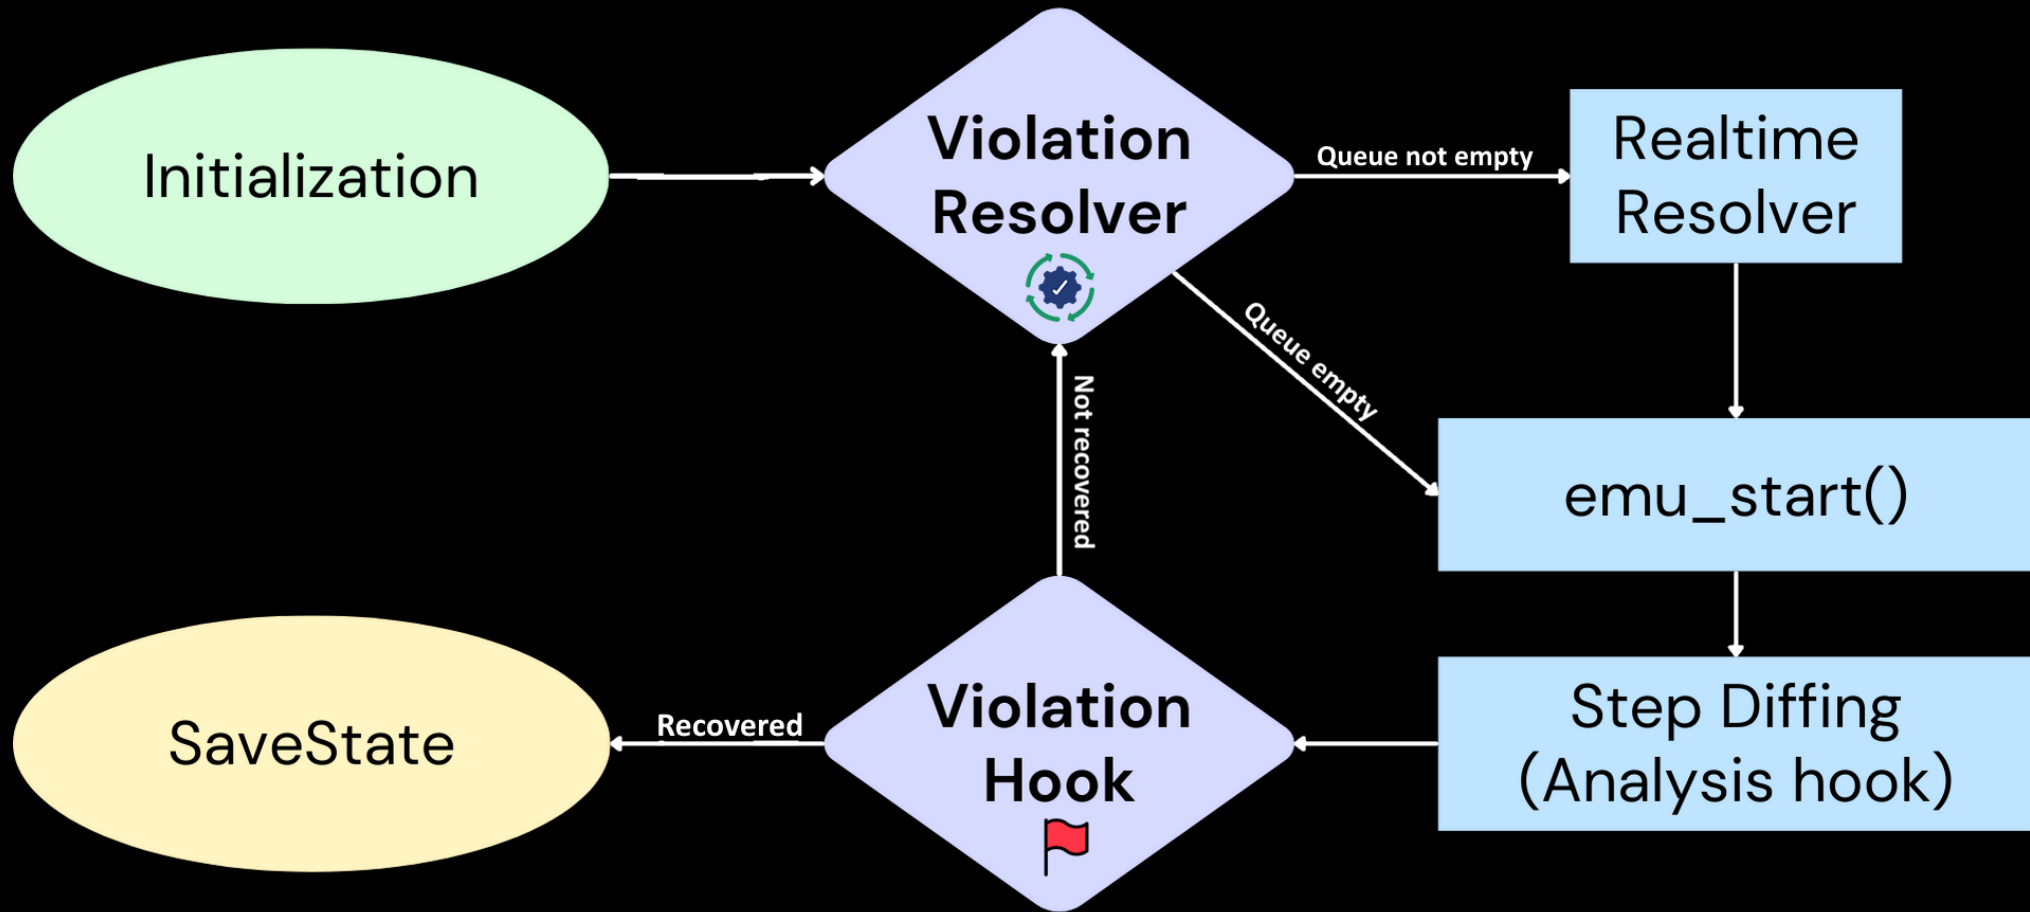 Initialization
Violation
Resolver
Queue not empty
Realtime
Resolver
Queue empty
Not recovered
emu_start()
SaveState
Recovered
Violation
Hook
Step Diffing
(Analysis hook)